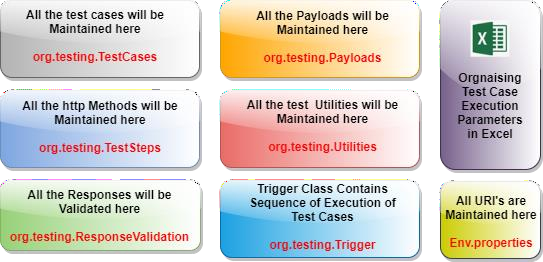 All the test cases will be
Maintained here
org.testing.TestCases
All the Payloads will be
Maintained here
org.testing.Payloads
Orgnaising
Test Case
Execution
Parameters
in Excel
All the http Methods will be
Maintained here
org.testing.TestSteps
All the test Utilities will be
Maintained here
org.testing.Utilities
All the Responses will be
Validated here
org.testing.ResponseValidation
Trigger Class Contains
Sequence of Execution of
Test Cases
org.testing.Trigger
All URI's are
Maintained here
Env.properties